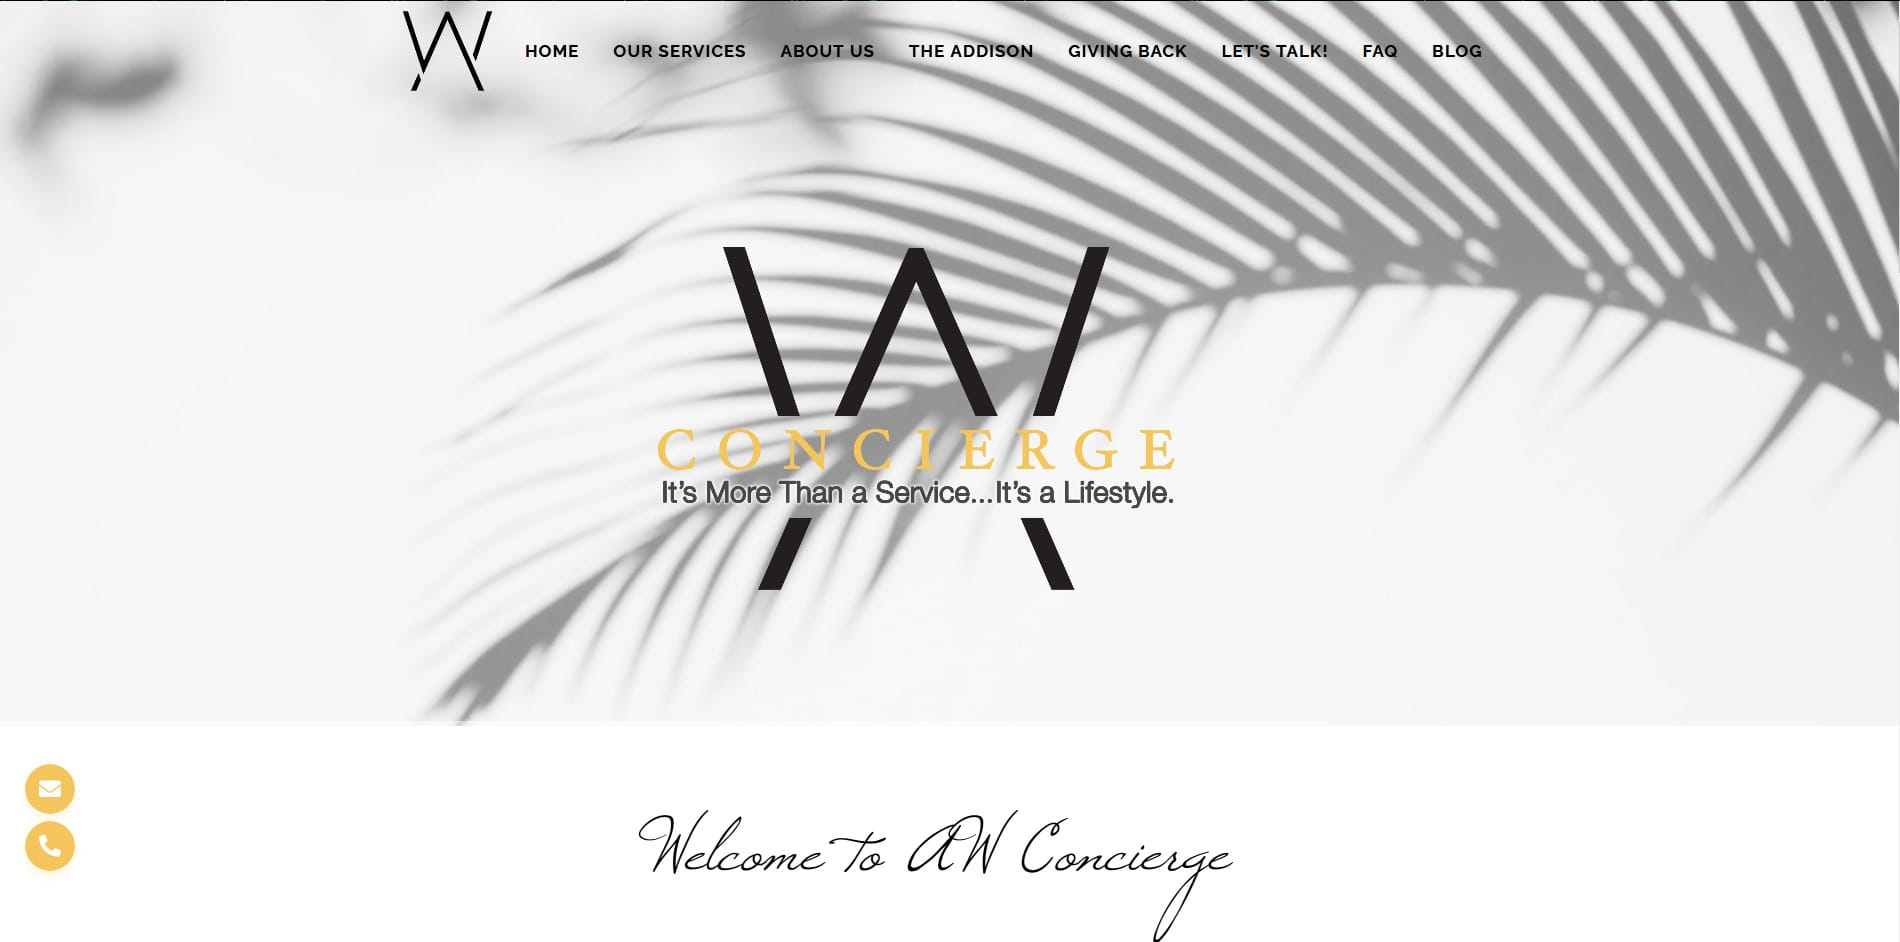 HOME OUR SERVICES ABOUT US THE ADDISON GIVING BACK LET'S TALK! FAQ BLOG
CONCIERGE
It's More Than a Service...It's a Lifestyle.
Welcome To AW Concierge